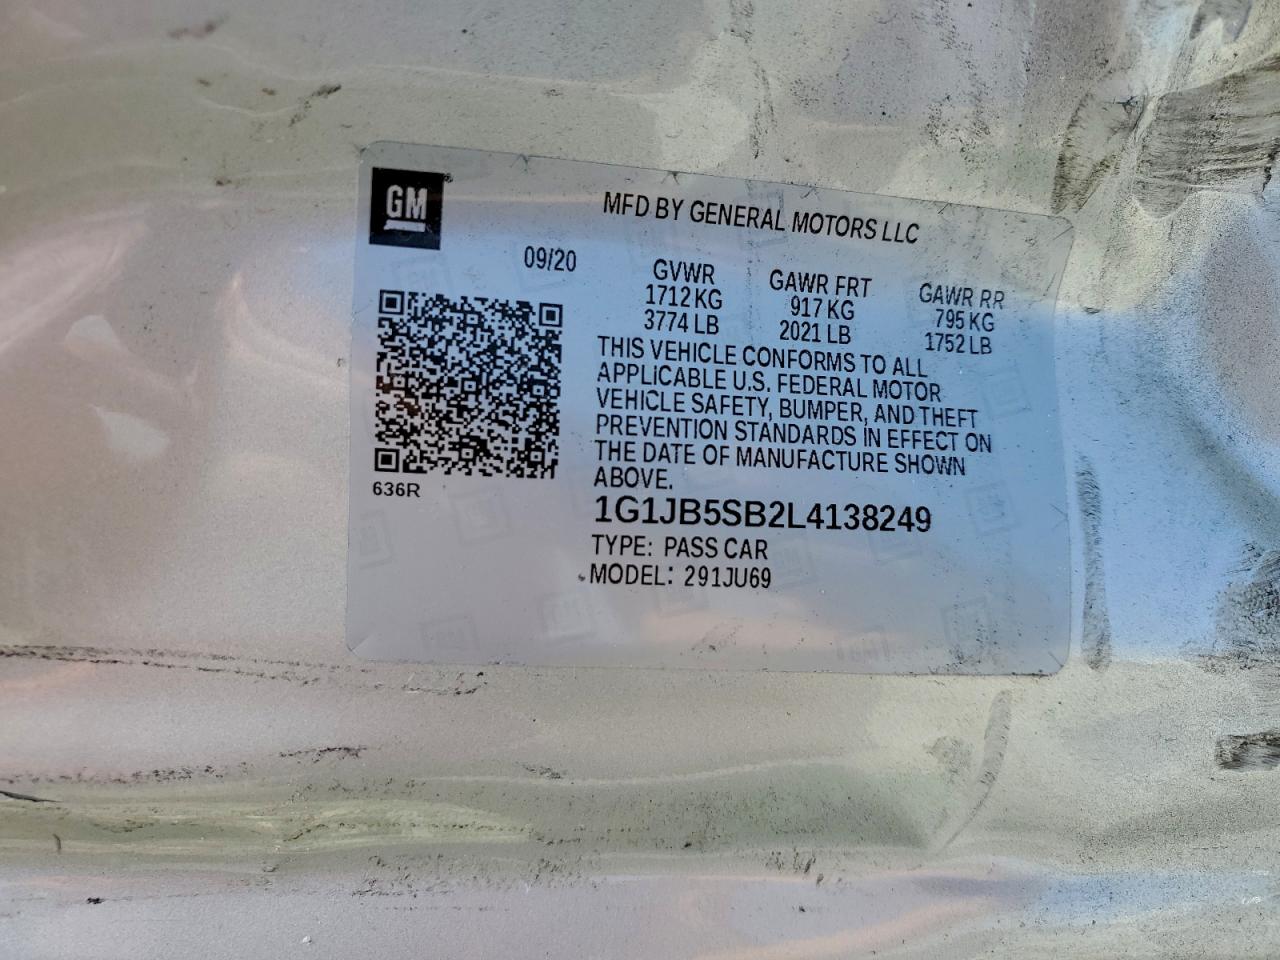 GM
MFD BY GENERAL MOTORS LLC
09/20
GVWR GAWR FRT GAWR RR
1712 KG 917 KG 795 KG
3774 LB 2021 LB 1752 LB
THIS VEHICLE CONFORMS TO ALL
APPLICABLE U.S. FEDERAL MOTOR
VEHICLE SAFETY, BUMPER, AND THEFT
PREVENTION STANDARDS IN EFFECT ON
THE DATE OF MANUFACTURE SHOWN
ABOVE.
636R
1G1JB5SB2L4138249
TYPE: PASS CAR
MODEL: 291JU69